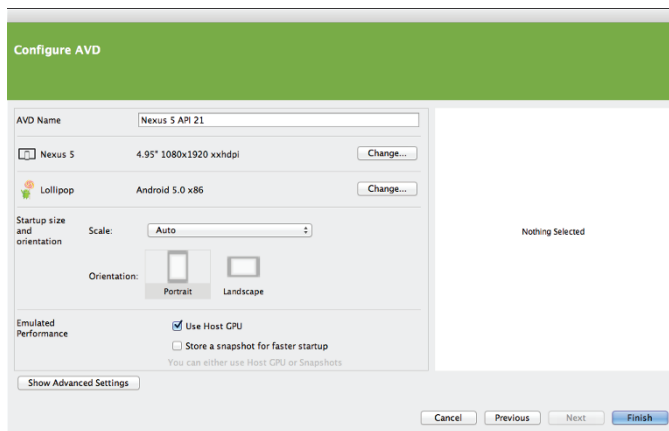 Configure AVD
AVD Name
Nexus 5 API 21
Nexus 5
4.95" 1080x1920 xxhdpi
Change...
Lollipop
Android 5.0 x86
Change...
Startup size
and
orientation
Scale:
Auto
Nothing Selected
Orientation:
Portrait
Landscape
Emulated
Performance
Use Host GPU
Store a snapshot for faster startup
You can either use Host GPU or Snapshots
Show Advanced Settings
Cancel
Previous
Next
Finish